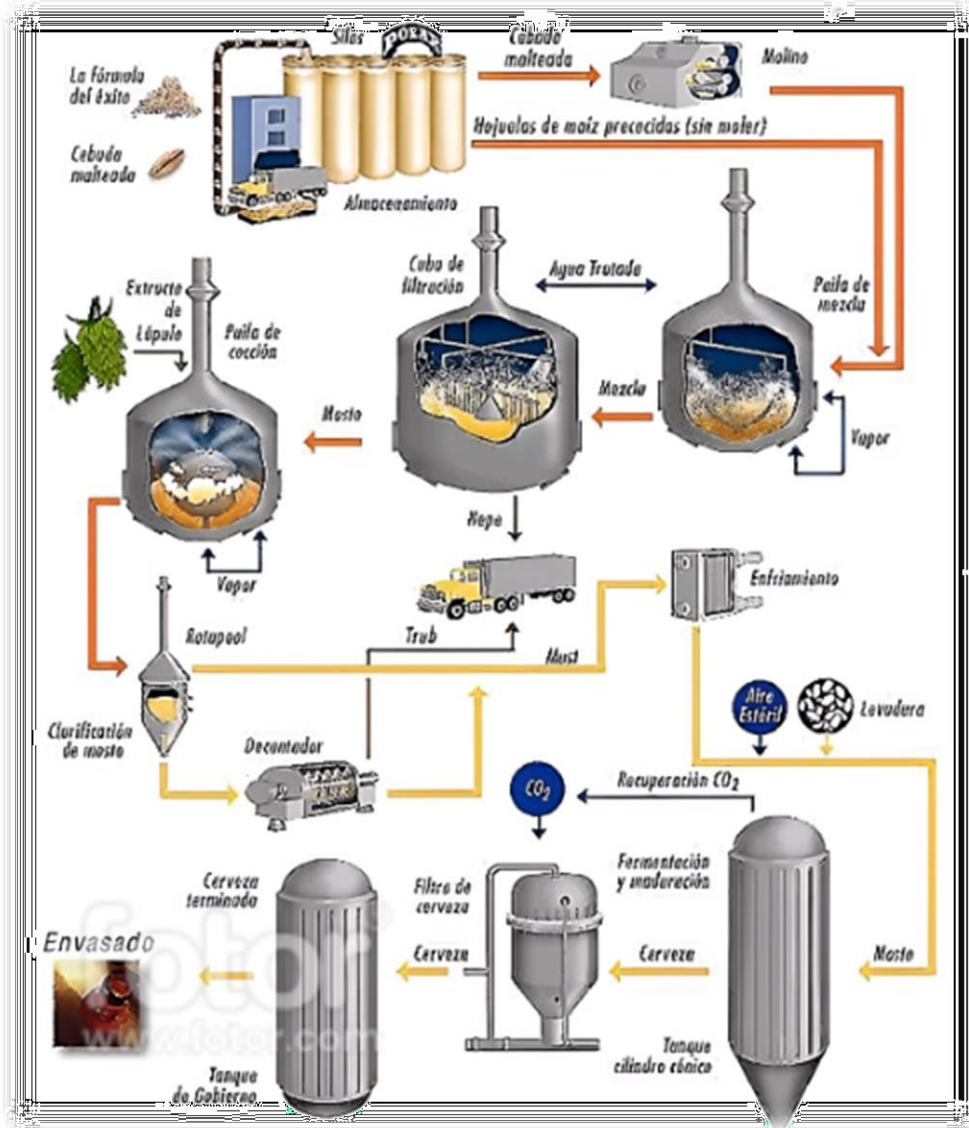 Silos
POLAR
Cebada
malteada
Molino
La fórmula
del éxito
Hojuelas de maíz precocidas (sin moler)
Cebada
malteada
Almacenamiento
Cuba de
filtración
Agua Tratada
Paila de
mezcla
Extracto
de
Lúpulo
Paila de
cocción
Mezcla
Mosto
Vapor
Nepe
Vapor
Enfriamiento
Rotapool
Trub
Most
Aire
Estéril
Levadura
Clarificación
de mosto
Decantador
CO2
Recuperación CO2
Fermentación
y maduración
Cerveza
terminada
Filtro de
cerveza
Envasado
Cerveza
Cerveza
Mosto
fotor
www.fotor.com
Tanque
cilindro cónico
Tanque
de Gobierno